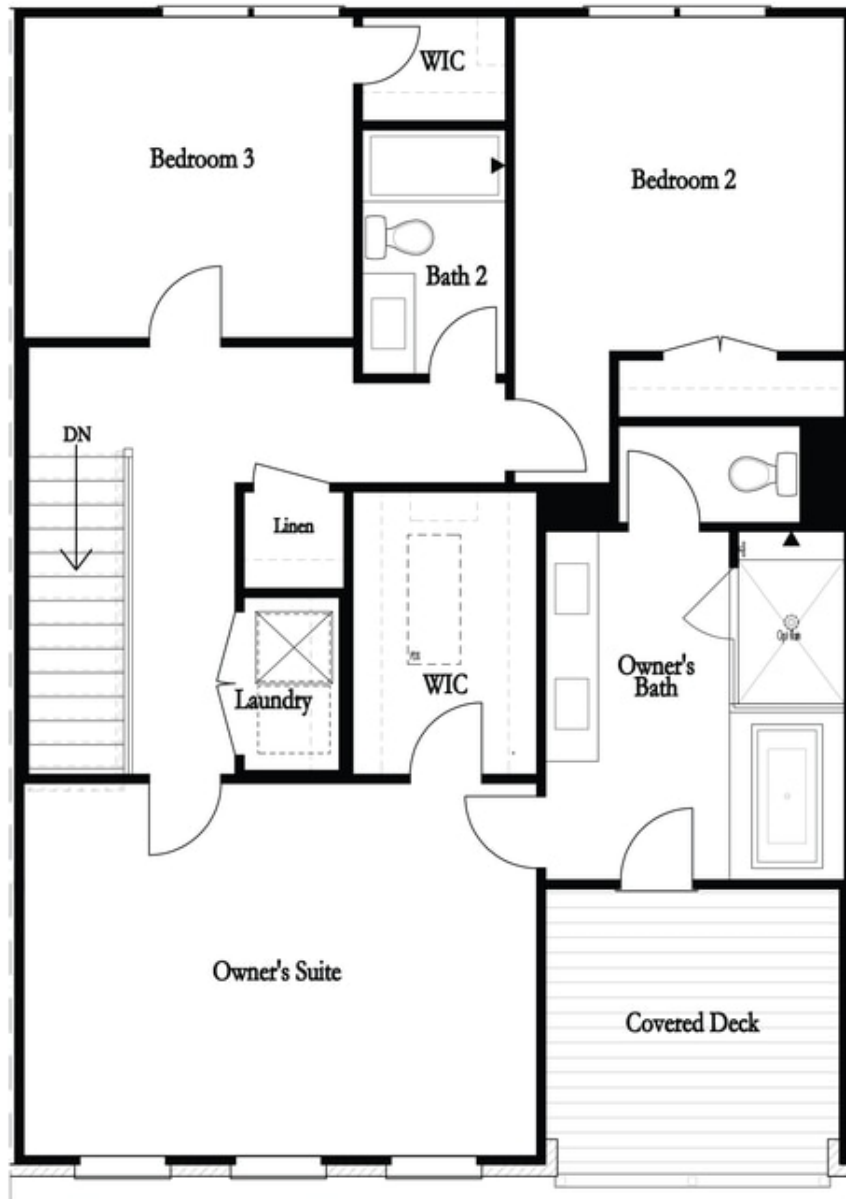 WIC
Bedroom 3
Bedroom 2
Bath 2
DN
Linen
WIC
Laundry
Owner's
Bath
Owner's Suite
Covered Deck